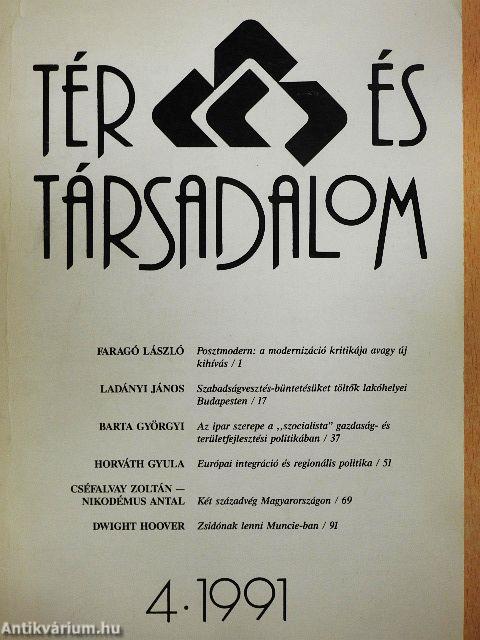 TÉR ÉS
TÁRSADALOM
FARAGÓ LÁSZLÓ Posztmodern: a modernizáció kritikája avagy új
kihívás / 1
LADÁNYI JÁNOS Szabadságvesztés-büntetésüket töltők lakóhelyei
Budapesten / 17
BARTA GYÖRGYI Az ipar szerepe a ,,szocialista" gazdaság- és
területfejlesztési politikában / 37
HORVÁTH GYULA Európai integráció és regionális politika / 51
CSÉFALVAY ZOLTÁN —
NIKODÉMUS ANTAL Két századvég Magyarországon / 69
DWIGHT HOOVER Zsidónak lenni Muncie-ban / 91
4·1991
Antikvárium.hu